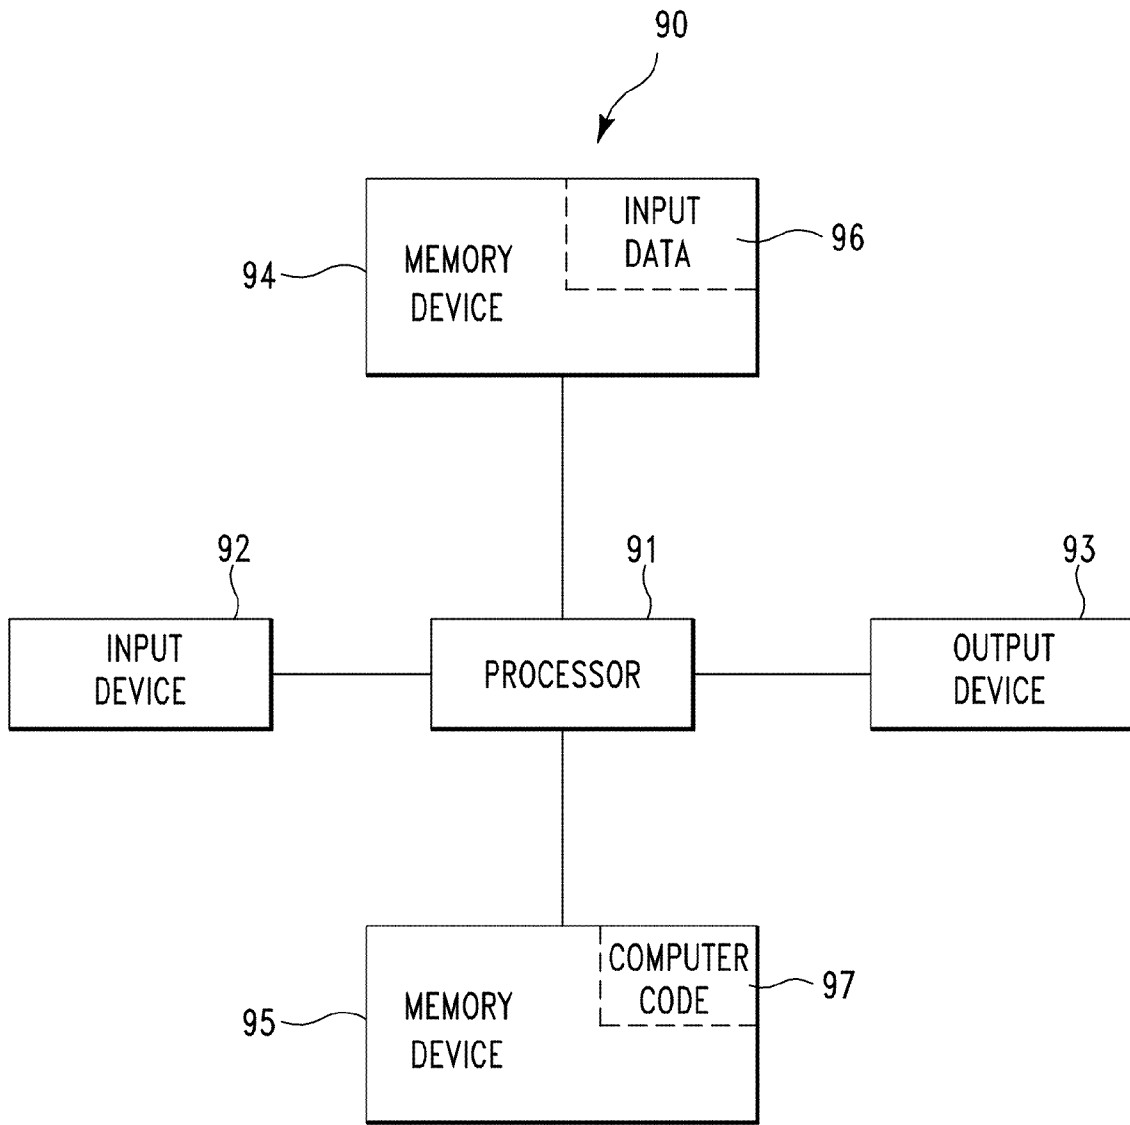 90
INPUT
DATA
96
MEMORY
DEVICE
94
92
91
93
INPUT
DEVICE
PROCESSOR
OUTPUT
DEVICE
COMPUTER
CODE
97
MEMORY
DEVICE
95